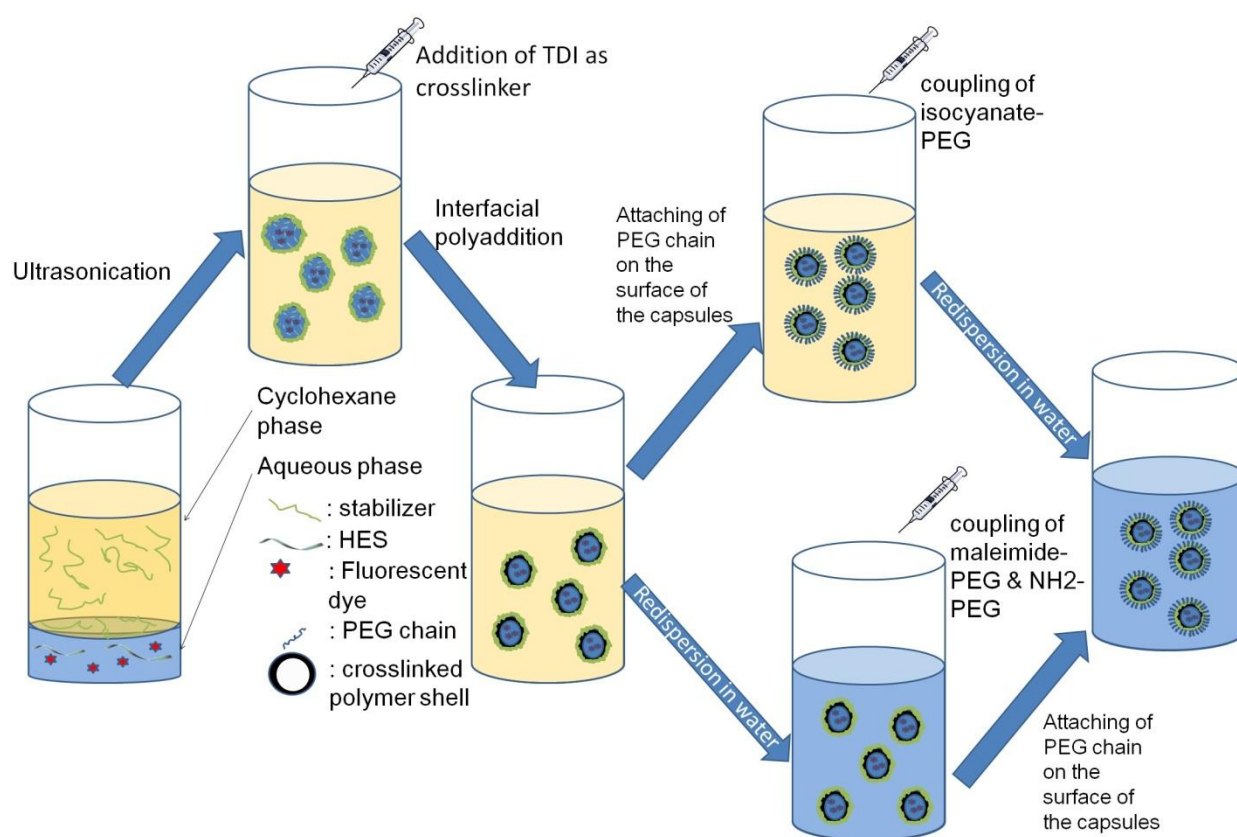 Addition of TDI as
crosslinker
Ultrasonication
Interfacial
polyaddition
Cyclohexane
phase
Aqueous phase
: stabilizer
: HES
: Fluorescent
dye
: PEG chain
: crosslinked
polymer shell
Attaching of
PEG chain
on the
surface of
the capsules
coupling of
isocyanate-
PEG
Redispersion in water
Redispersion in water
coupling of
maleimide-
PEG & NH2-
PEG
Attaching of
PEG chain
on the
surface of
the capsules